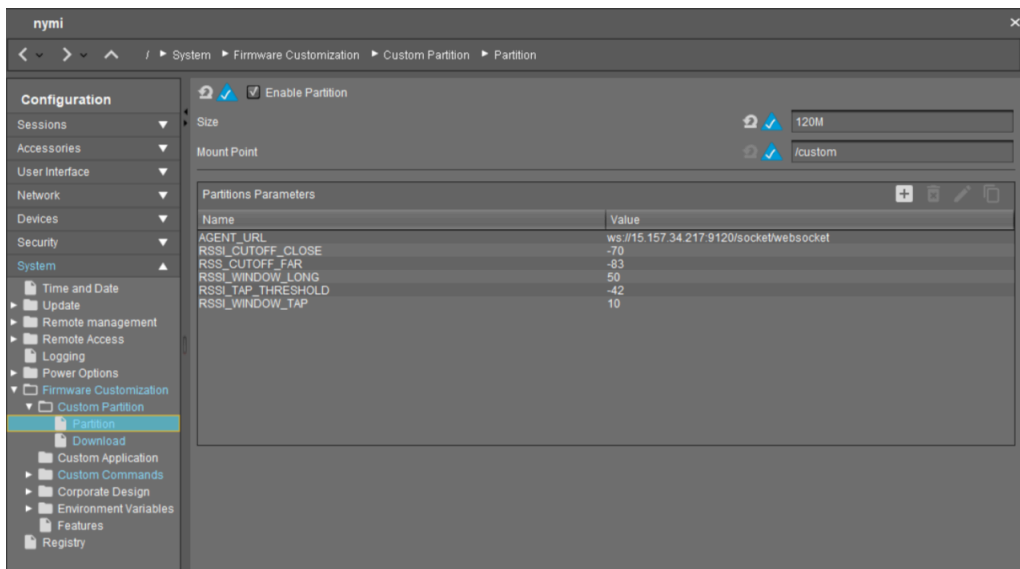 nymi
/ System Firmware Customization Custom Partition Partition
Configuration
Sessions
Accessories
User Interface
Network
Devices
Security
System
Time and Date
Update
Remote management
Remote Access
Logging
Power Options
Firmware Customization
Custom Partition
Partition
Download
Custom Application
Custom Commands
Corporate Design
Environment Variables
Features
Registry
Enable Partition
Size 120M
Mount Point /custom
Partitions Parameters
Name Value
AGENT_URL ws://15.157.34.217:9120/socket/websocket
RSSI_CUTOFF_CLOSE -70
RSS_CUTOFF_FAR -83
RSSI_WINDOW_LONG 50
RSSI_TAP_THRESHOLD -42
RSSI_WINDOW_TAP 10